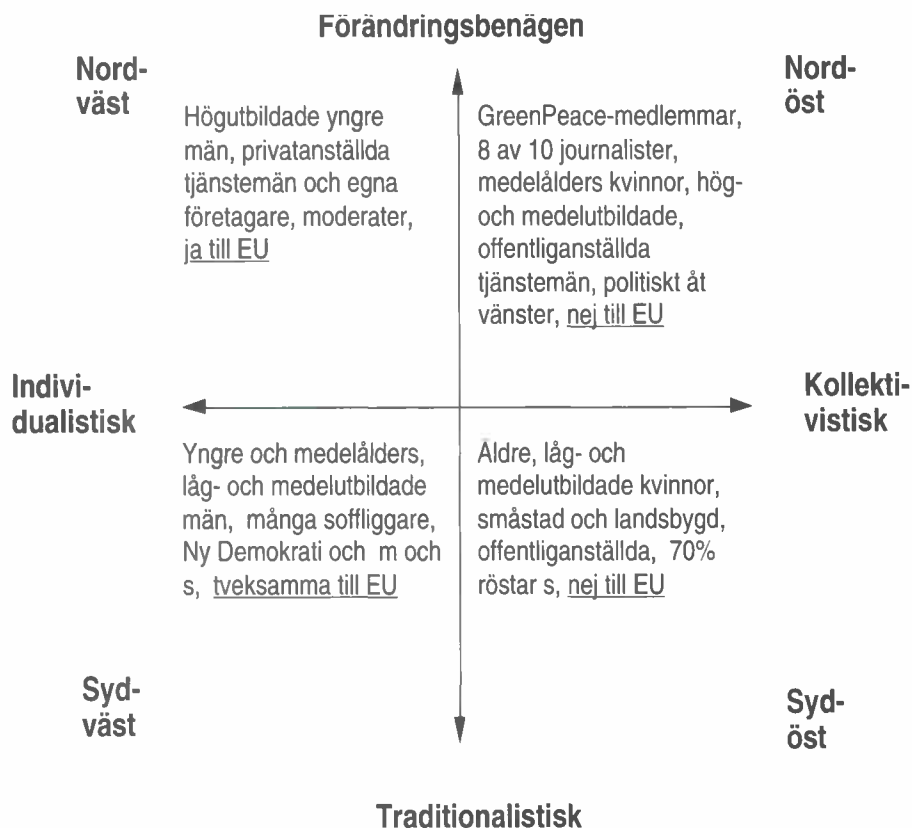 Förändringsbenägen
Nord-
väst
Nord-
öst
Högutbildade yngre
män, privatanställda
tjänstemän och egna
företagare, moderater,
ja till EU
GreenPeace-medlemmar,
8 av 10 journalister,
medelålders kvinnor, hög-
och medelutbildade,
offentliganställda
tjänstemän, politiskt åt
vänster, nej till EU
Indivi-
dualistisk
Kollekti-
vistisk
Yngre och medelålders,
låg- och medelutbildade
män, många soffliggare,
Ny Demokrati och m och
s, tveksamma till EU
Äldre, låg- och
medelutbildade kvinnor,
småstad och landsbygd,
offentliganställda, 70%
röstar s, nej till EU
Syd-
väst
Syd-
öst
Traditionalistisk